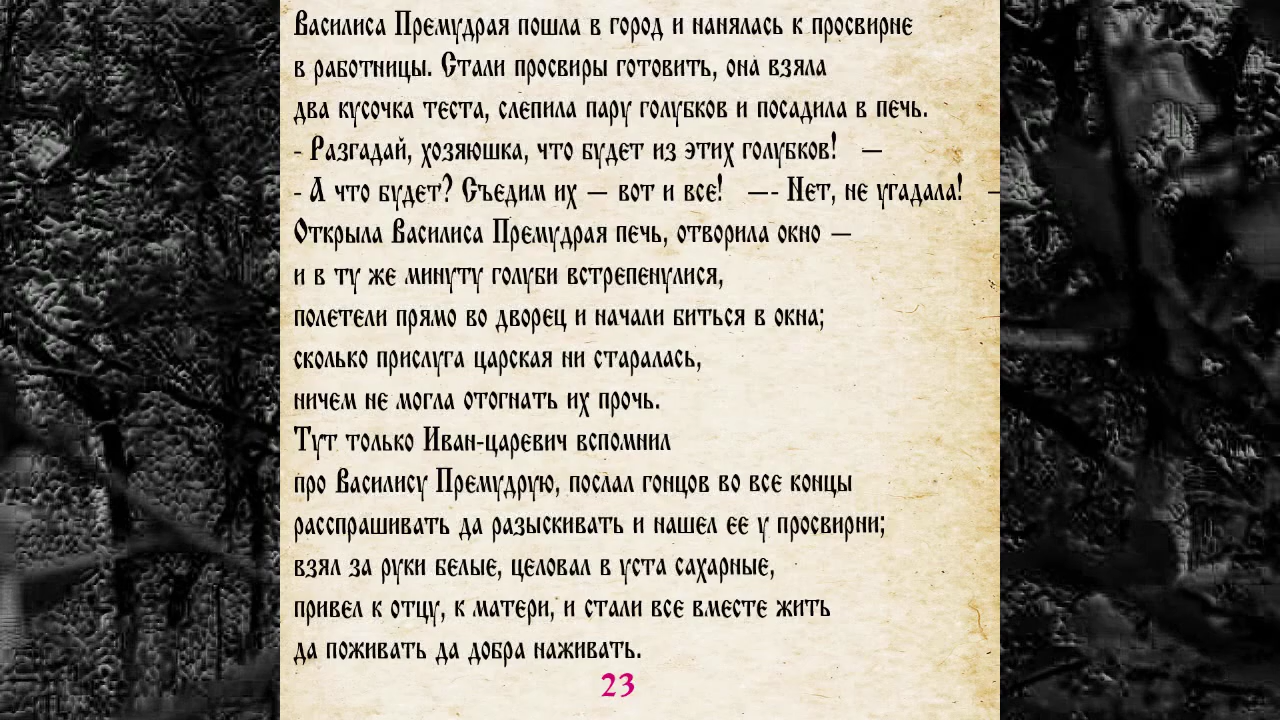 Василиса Премудрая пошла в город и нанялась к просвирне
в работницы. Стали просвиры готовить, она взяла
два кусочка теста, слепила пару голубков и посадила в печь.
- Разгадай, хозяюшка, что будет из этих голубков! —
- А что будет? Съедим их — вот и все! —- Нет, не угадала! —
Открыла Василиса Премудрая печь, отворила окно —
и в ту же минуту голуби встрепенулися,
полетели прямо во дворец и начали биться в окна;
сколько прислуга царская ни старалась,
ничем не могла отогнать их прочь.
Тут только Иван-царевич вспомнил
про Василису Премудрую, послал гонцов во все концы
расспрашивать да разыскивать и нашел ее у просвирни;
взял за руки белые, целовал в уста сахарные,
привел к отцу, к матери, и стали все вместе жить
да поживать да добра наживать.
23